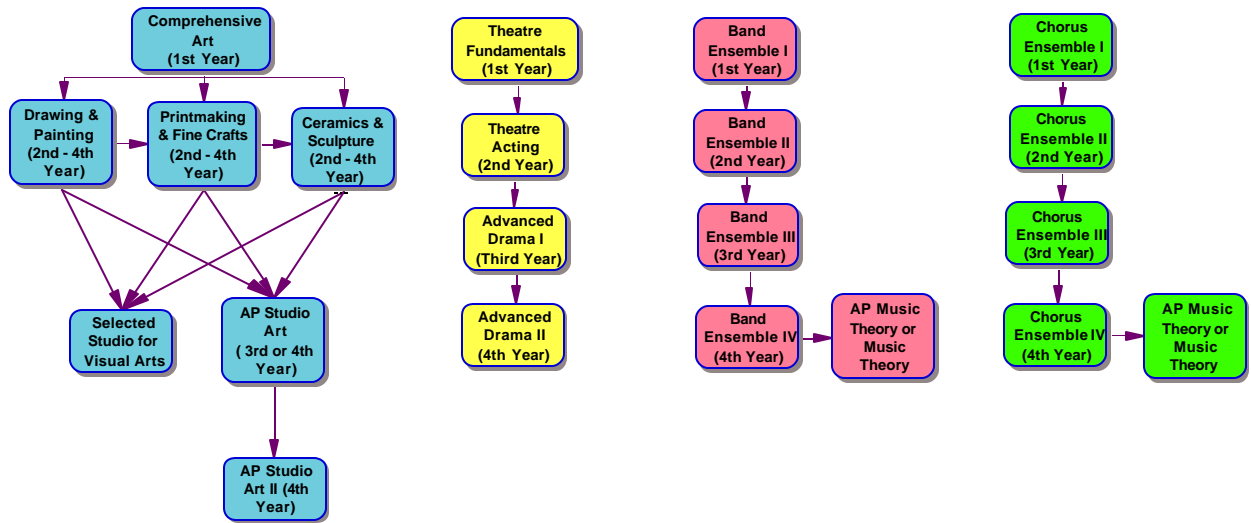 Comprehensive
Art
(1st Year)
Drawing &
Painting
(2nd - 4th
Year)
Printmaking
& Fine Crafts
(2nd - 4th
Year)
Ceramics &
Sculpture
(2nd - 4th
Year)
Selected
Studio for
Visual Arts
AP Studio
Art
( 3rd or 4th
Year)
AP Studio
Art II (4th
Year)
Theatre
Fundamentals
(1st Year)
Theatre
Acting
(2nd Year)
Advanced
Drama I
(Third Year)
Advanced
Drama II
(4th Year)
Band
Ensemble I
(1st Year)
Band
Ensemble II
(2nd Year)
Band
Ensemble III
(3rd Year)
Band
Ensemble IV
(4th Year)
AP Music
Theory or
Music
Theory
Chorus
Ensemble I
(1st Year)
Chorus
Ensemble II
(2nd Year)
Chorus
Ensemble III
(3rd Year)
Chorus
Ensemble IV
(4th Year)
AP Music
Theory or
Music
Theory